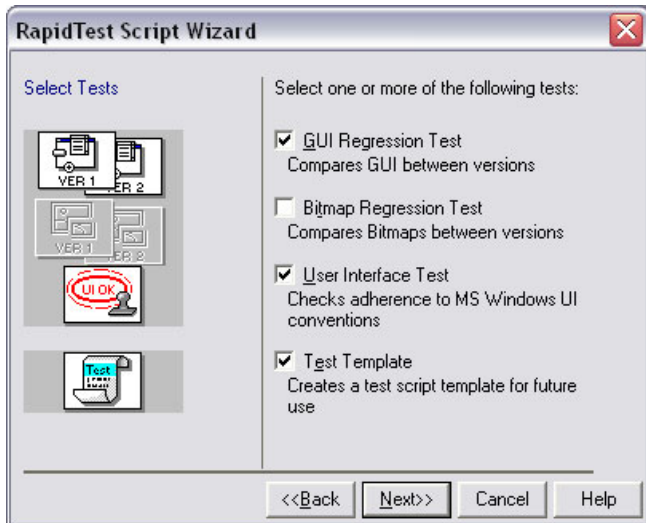 RapidTest Script Wizard
Select Tests
VER 1
VER 2
VER 1
VER 2
UI OK
Test
Select one or more of the following tests:
GUI Regression Test
Compares GUI between versions
Bitmap Regression Test
Compares Bitmaps between versions
User Interface Test
Checks adherence to MS Windows UI
conventions
Test Template
Creates a test script template for future
use
<<Back
Next>>
Cancel
Help